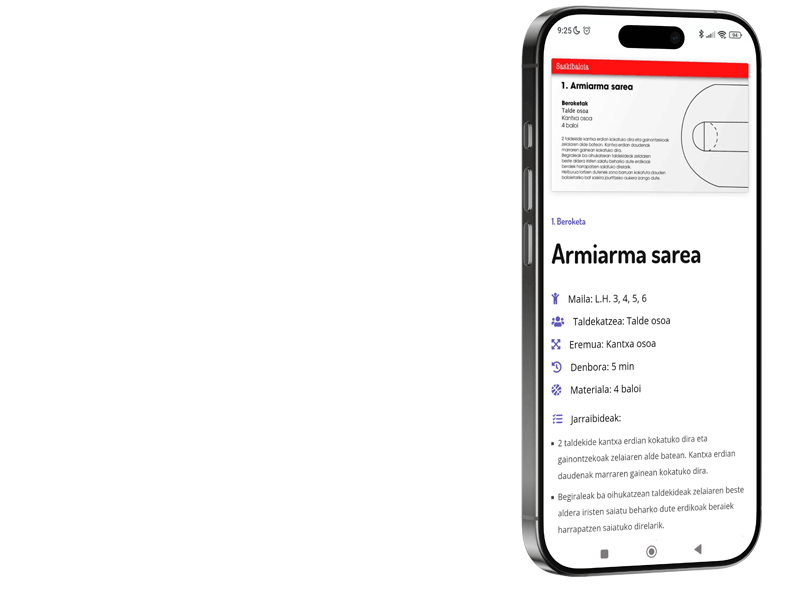 9:25
Saskibaloia
1. Armiarma sarea
Beroketak
Talde osoa
Kantxa osoa
4 baloi
2 taldekide kantxa erdian kokatuko dira eta gainontzekoak
zelaiaren alde batean. Kantxa erdian daudenak
marraren gainean kokatuko dira.
Begiraleak ba oihukatzean taldekideak zelaiaren
beste aldera iristen saiatu beharko dute erdikoak
beraiek harrapatzen saiatuko direlarik.
1. Beroketa
Armiarma sarea
Maila: L.H. 3, 4, 5, 6
Taldekatzea: Talde osoa
Eremua: Kantxa osoa
Denbora: 5 min
Materiala: 4 baloi
Jarraibideak:
▪ 2 taldekide kantxa erdian kokatuko dira eta
gainontzekoak zelaiaren alde batean. Kantxa erdian
daudenak marraren gainean kokatuko dira.
▪ Begiraleak ba oihukatzean taldekideak zelaiaren beste
aldera iristen saiatu beharko dute erdikoak beraiek
harrapatzen saiatuko direlarik.